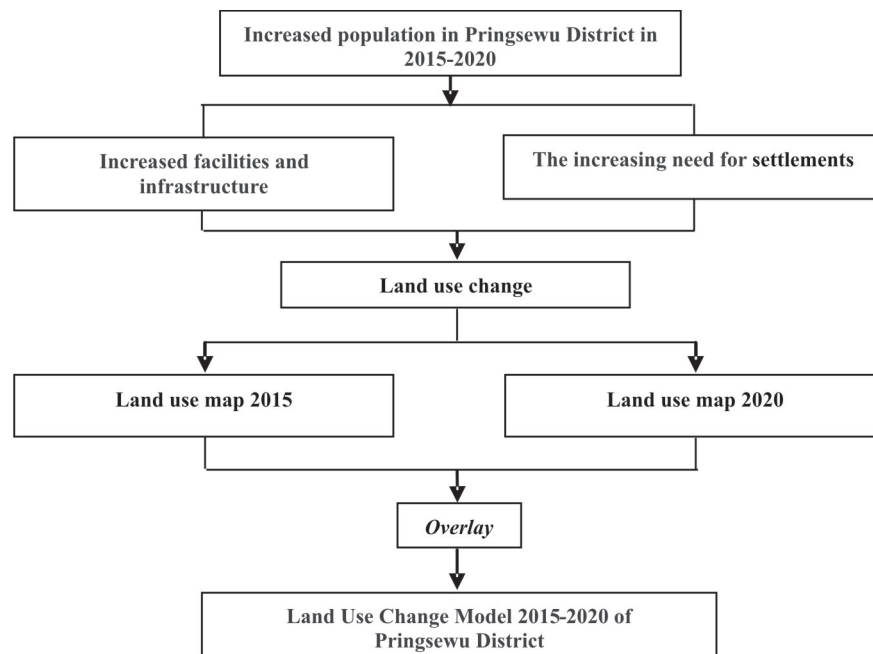 Increased population in Pringsewu District in
2015-2020
Increased facilities and
infrastructure
The increasing need for settlements
Land use change
Land use map 2015
Land use map 2020
Overlay
Land Use Change Model 2015-2020 of
Pringsewu District